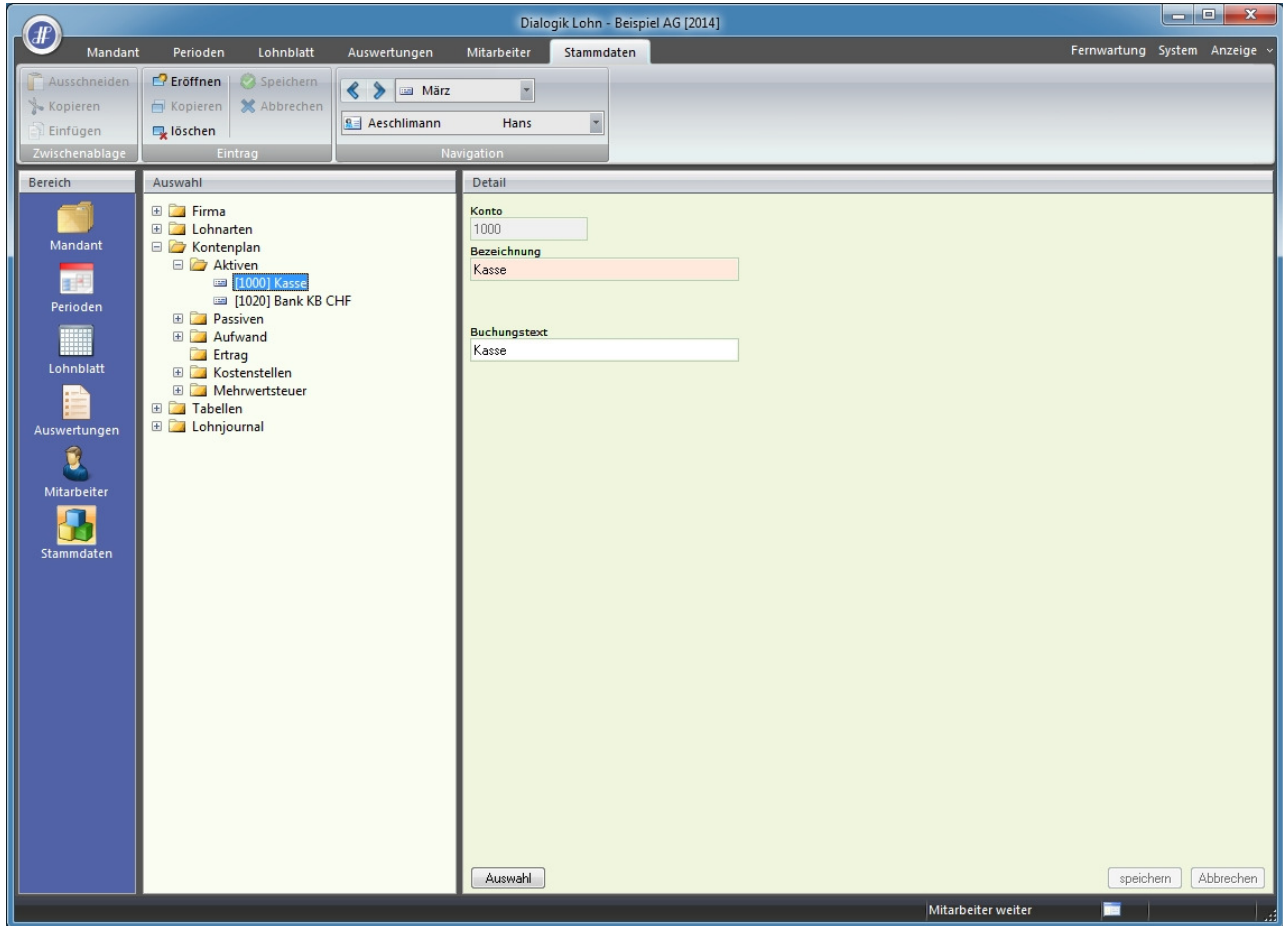 Dialogik Lohn - Beispiel AG [2014]
Mandant Perioden Lohnblatt Auswertungen Mitarbeiter Stammdaten Fernwartung System Anzeige
Ausschneiden Eröffnen Speichern
Kopieren Kopieren Abbrechen
Einfügen löschen
März
Aeschlimann Hans
Zwischenablage Eintrag Navigation
Bereich
Mandant
Perioden
Lohnblatt
Auswertungen
Mitarbeiter
Stammdaten
Auswahl
Firma
Lohnarten
Kontenplan
Aktiven
[1000] Kasse
[1020] Bank KB CHF
Passiven
Aufwand
Ertrag
Kostenstellen
Mehrwertsteuer
Tabellen
Lohnjournal
Detail
Konto
1000
Bezeichnung
Kasse
Buchungstext
Kasse
Auswahl speichern Abbrechen
Mitarbeiter weiter